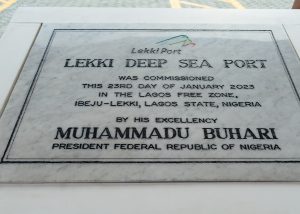 Lekki Port
LEKKI DEEP SEA PORT
WAS COMMISSIONED
THIS 23RD DAY OF JANUARY 2023
IN THE LAGOS FREE ZONE,
IBEJU-LEKKI, LAGOS STATE, NIGERIA
BY HIS EXCELLENCY
MUHAMMADU BUHARI
PRESIDENT FEDERAL REPUBLIC OF NIGERIA